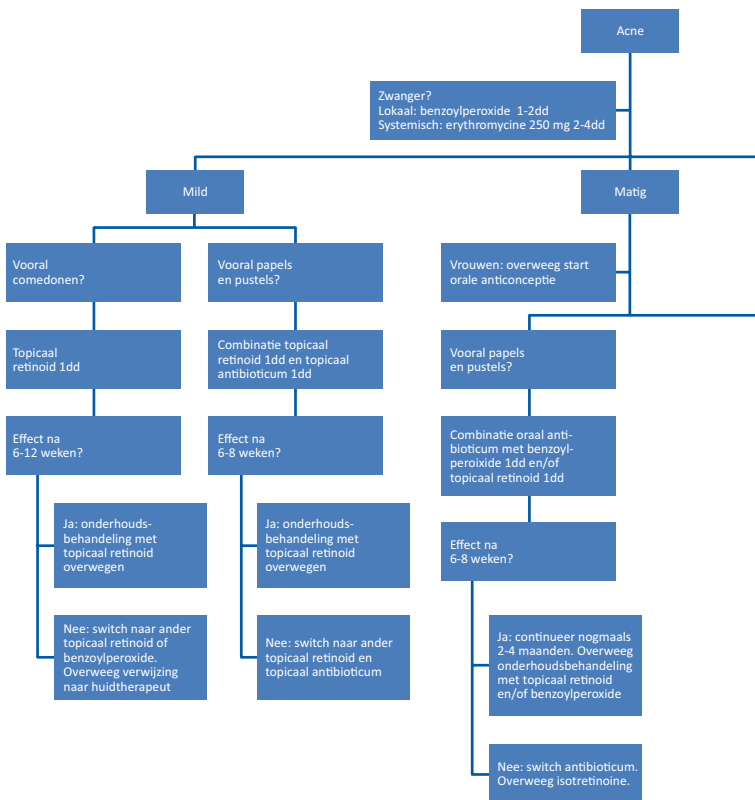 Acne
Zwanger?
Lokaal: benzoylperoxide  1-2dd
Systemisch: erythromycine 250 mg 2-4dd
Mild
Vooral
comedonen?
Topicaal
retinoid 1dd
Effect na
6-12 weken?
Ja: onderhouds-
behandeling met
topicaal retinoid
overwegen
Nee: switch naar ander
topicaal retinoid of
benzoylperoxide.
Overweeg verwijzing
naar huidtherapeut
Vooral papels
en pustels?
Combinatie topicaal
retinoid 1dd en topicaal
antibioticum 1dd
Effect na
6-8 weken?
Ja: onderhouds-
behandeling met
topicaal retinoid
overwegen
Nee: switch naar ander
topicaal retinoid en
topicaal antibioticum
Matig
Vrouwen: overweeg start
orale anticonceptie
Vooral papels
en pustels?
Combinatie oraal anti-
bioticum met benzoyl-
peroixide 1dd en/of
topicaal retinoid 1dd
Effect na
6-8 weken?
Ja: continueer nogmaals
2-4 maanden. Overweeg
onderhoudsbehandeling
met topicaal retinoid
en/of benzoylperoxide
Nee: switch antibioticum.
Overweeg isotretinoine.